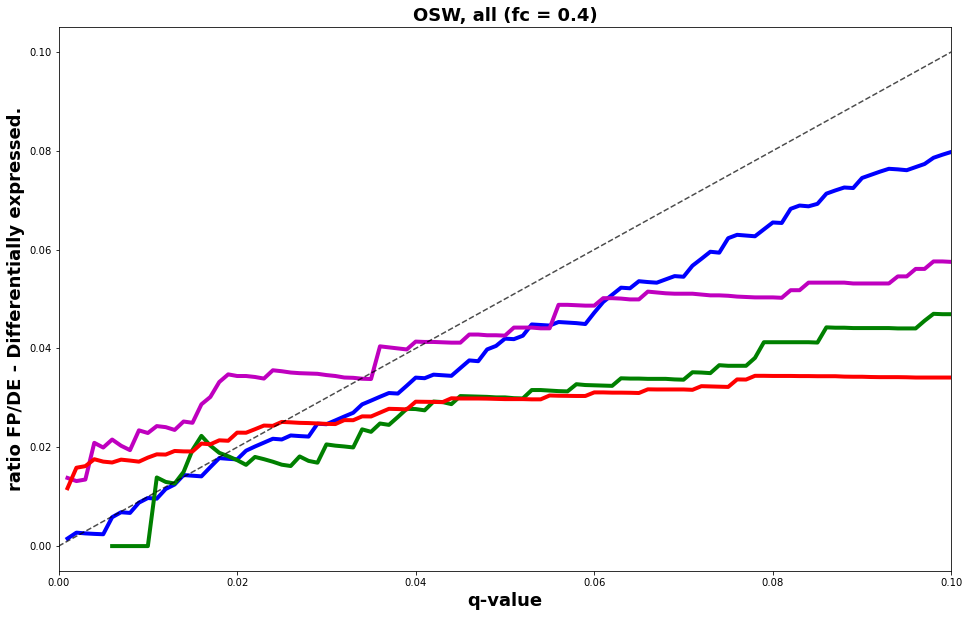 OSW, all (fc = 0.4)
ratio FP/DE - Differentially expressed.
0.10
0.08
0.06
0.04
0.02
0.00
0.00 0.02 0.04 0.06 0.08 0.10
q-value